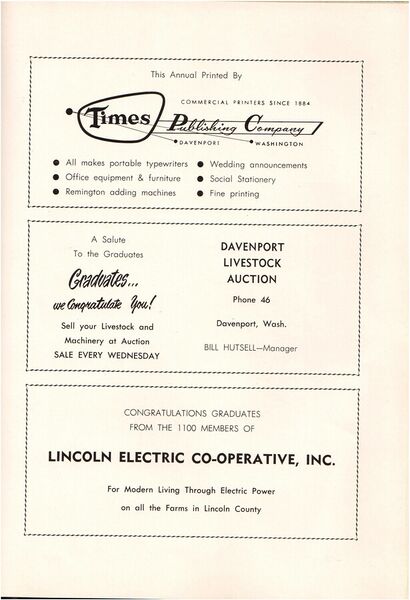 This Annual Printed By
COMMERCIAL PRINTERS SINCE 1884
Times Publishing Company
DAVENPORT WASHINGTON
● All makes portable typewriters
● Office equipment & furniture
● Remington adding machines
● Wedding announcements
● Social Stationery
● Fine printing
A Salute
To the Graduates
Graduates...
we Congratulate You!
Sell your Livestock and
Machinery at Auction
SALE EVERY WEDNESDAY
DAVENPORT
LIVESTOCK
AUCTION
Phone 46
Davenport, Wash.
BILL HUTSELL—Manager
CONGRATULATIONS GRADUATES
FROM THE 1100 MEMBERS OF
LINCOLN ELECTRIC CO-OPERATIVE, INC.
For Modern Living Through Electric Power
on all the Farms in Lincoln County